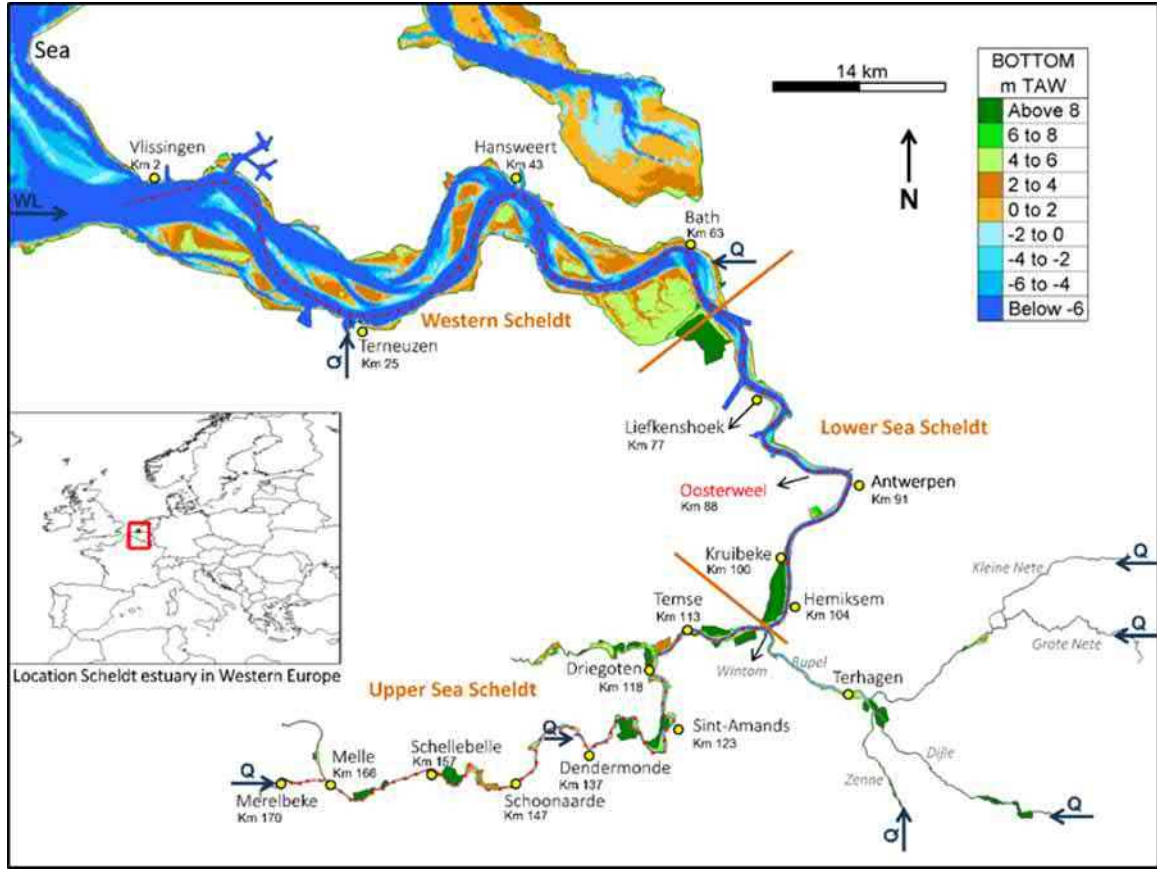 Sea
Vlissingen
Km 2
WL
Hansweert
Km 43
14 km
N
BOTTOM
m TAW
Above 8
6 to 8
4 to 6
2 to 4
0 to 2
-2 to 0
-4 to -2
-6 to -4
Below -6
Bath
Km 63
Q
Western Scheldt
Terneuzen
Km 25
Q
Liefkenshoek
Km 77
Lower Sea Scheldt
Oosterweel
Km 88
Antwerpen
Km 91
Kruibeke
Km 100
Kleine Nete
Q
Hemiksem
Km 104
Grote Nete
Q
Temse
Km 113
Location Scheldt estuary in Western Europe
Driegoten
Km 118
Wintam
Rupel
Terhagen
Upper Sea Scheldt
Sint-Amands
Km 123
Q
Dendermonde
Km 137
Schellebelle
Km 157
Melle
Km 166
Q
Merelbeke
Km 170
Schoonaarde
Km 147
Dijle
Zenne
Q
Q